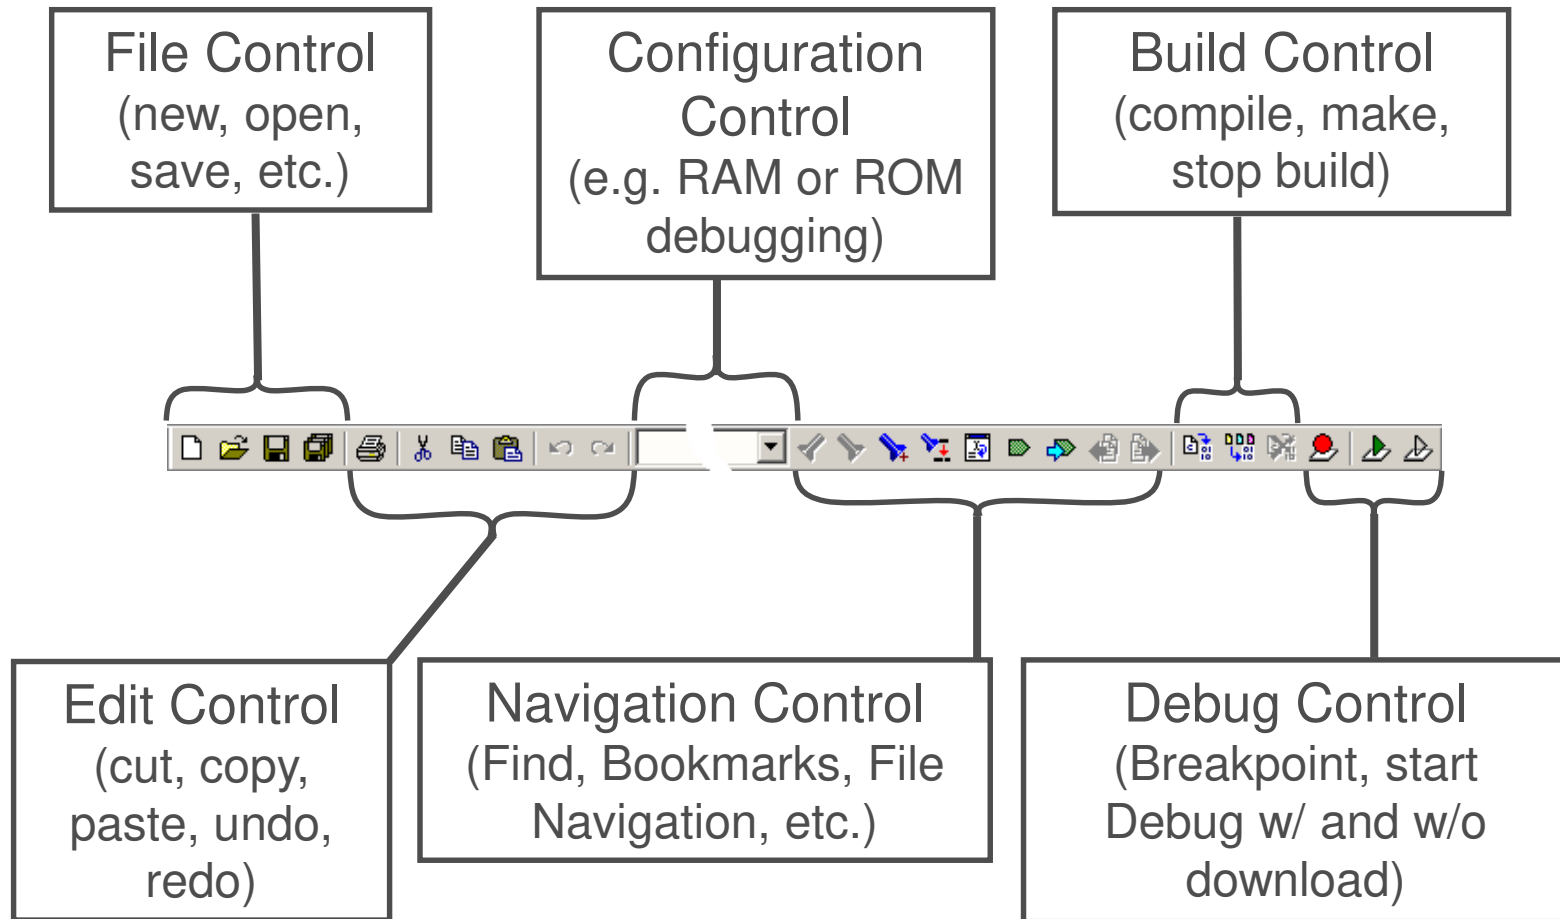 File Control
(new, open,
save, etc.)
Configuration
Control
(e.g. RAM or ROM
debugging)
Build Control
(compile, make,
stop build)
Edit Control
(cut, copy,
paste, undo,
redo)
Navigation Control
(Find, Bookmarks, File
Navigation, etc.)
Debug Control
(Breakpoint, start
Debug w/ and w/o
download)